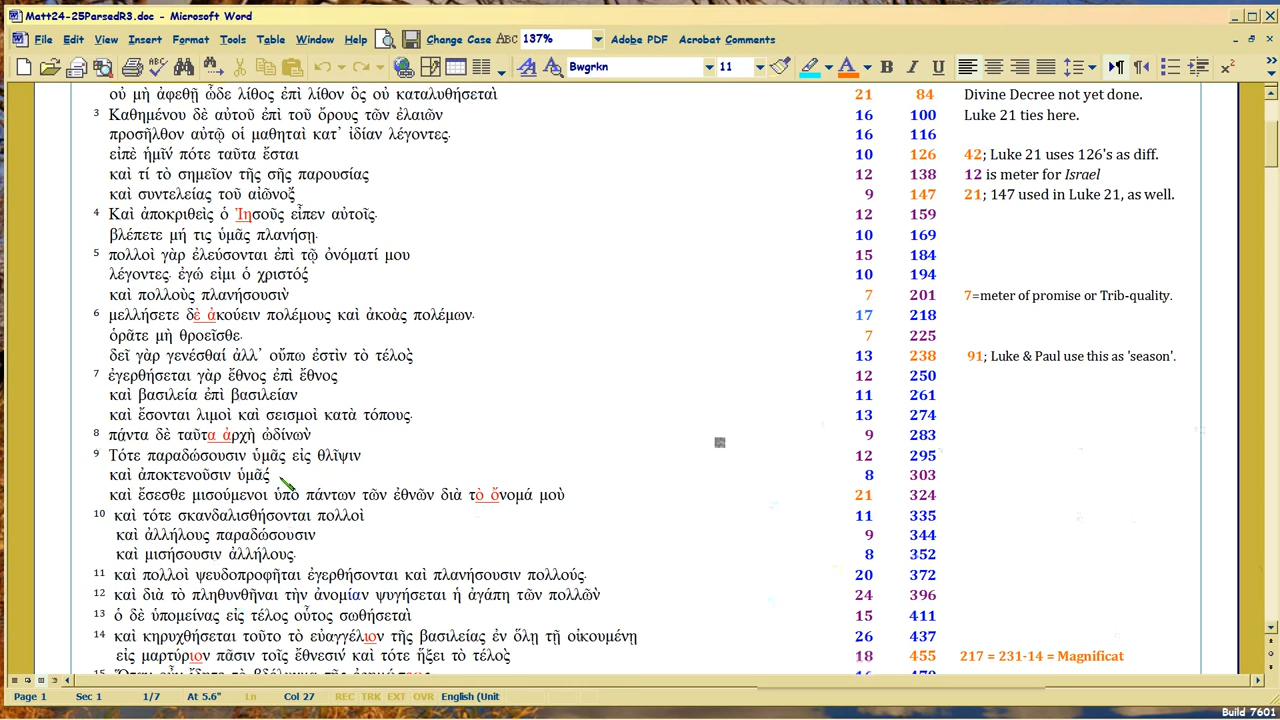 Matt24-25ParsedR3.doc - Microsoft Word
File Edit View Insert Format Tools Table Window Help Change Case ABC 137% Adobe PDF Acrobat Comments
Bwgrkn 11
οὐ μὴ ἀφεθῇ ὧδε λίθος ἐπὶ λίθον ὃς οὐ καταλυθήσεταὶ 21 84 Divine Decree not yet done.
3 Καθημένου δὲ αὐτοῦ ἐπὶ τοῦ ὄρους τῶν ἐλαιῶν 16 100 Luke 21 ties here.
προσῆλθον αὐτῷ οἱ μαθηταὶ κατ᾽ ἰδίαν λέγοντες· 16 116
εἰπὲ ἡμῖν πότε ταῦτα ἔσται 10 126 42; Luke 21 uses 126's as diff.
καὶ τί τὸ σημεῖον τῆς σῆς παρουσίας 12 138 12 is meter for Israel
καὶ συντελείας τοῦ αἰῶνοξ 9 147 21; 147 used in Luke 21, as well.
4 Καὶ ἀποκριθεὶς ὁ Ἰησοῦς εἶπεν αὐτοῖς· 12 159
βλέπετε μή τις ὑμᾶς πλανήσῃ· 10 169
5 πολλοὶ γὰρ ἐλεύσονται ἐπὶ τῷ ὀνόματί μου 15 184
λέγοντες· ἐγώ εἰμι ὁ χριστός 10 194
καὶ πολλοὺς πλανήσουσιν̀ 7 201 7=meter of promise or Trib-quality.
6 μελλήσετε δὲ ἀκούειν πολέμους καὶ ἀκοὰς πολέμων· 17 218
ὁρᾶτε μὴ θροεῖσθε· 7 225
δεῖ γὰρ γενέσθαί ἀλλ᾽ οὔπω ἐστὶν τὸ τέλος̀ 13 238 91; Luke & Paul use this as 'season'.
7 ἐγερθήσεται γὰρ ἔθνος ἐπὶ ἔθνος 12 250
καὶ βασιλεία ἐπὶ βασιλείαν 11 261
καὶ ἔσονται λιμοὶ καὶ σεισμοὶ κατὰ τόπους· 13 274
8 πάντα δὲ ταῦτα ἀρχὴ ὠδίνων̀ 9 283
9 Τότε παραδώσουσιν ὑμᾶς εἰς θλῖψιν 12 295
καὶ ἀποκτενοῦσιν ὑμᾶς́ 8 303
καὶ ἔσεσθε μισούμενοι ὑπὸ πάντων τῶν ἐθνῶν διὰ τὸ ὄνομά μοὺ 21 324
10 καὶ τότε σκανδαλισθήσονται πολλοὶ 11 335
καὶ ἀλλήλους παραδώσουσιν 9 344
καὶ μισήσουσιν ἀλλήλους· 8 352
11 καὶ πολλοὶ ψευδοπροφῆται ἐγερθήσονται καὶ πλανήσουσιν πολλούς· 20 372
12 καὶ διὰ τὸ πληθυνθῆναι τὴν ἀνομίαν ψυγήσεται ἡ ἀγάπη τῶν πολλῶν̀ 24 396
13 ὁ δὲ ὑπομείνας εἰς τέλος οὗτος σωθήσεταὶ 15 411
14 καὶ κηρυχθήσεται τοῦτο τὸ εὐαγγέλιον τῆς βασιλείας ἐν ὅλῃ τῇ οἰκουμένῃ 26 437
εἰς μαρτύριον πᾶσιν τοῖς ἔθνεσιν́ καὶ τότε ἥξει τὸ τέλος̀ 18 455 217 = 231-14 = Magnificat
Page 1 Sec 1 1/7 At 5.6" Ln Col 27 REC TRK EXT OVR English (Unit
Build 7601